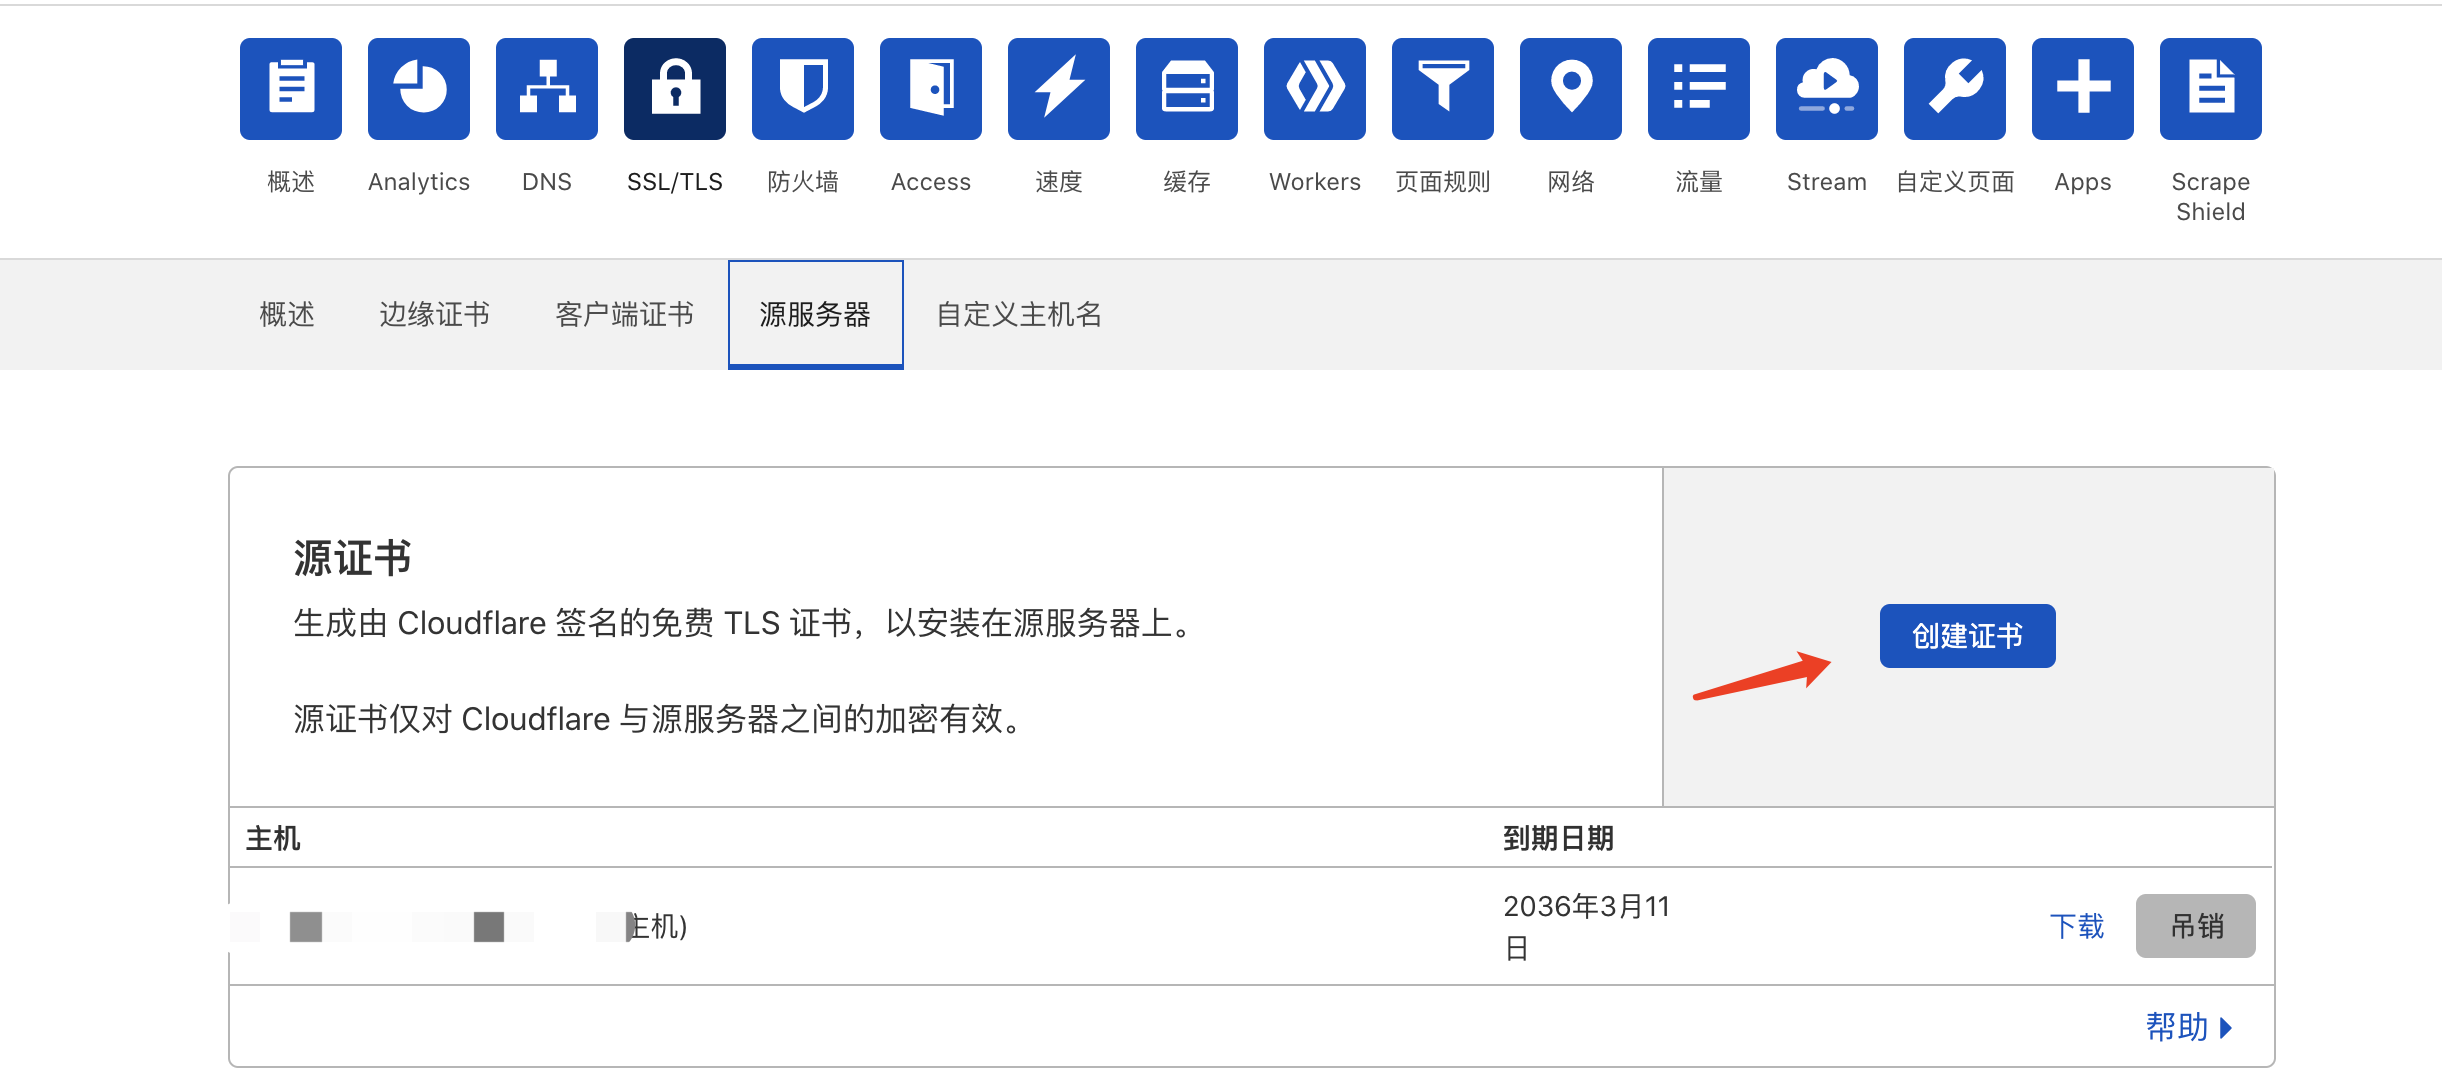 概述
Analytics
DNS
SSL/TLS
防火墙
Access
速度
缓存
Workers
页面规则
网络
流量
Stream
自定义页面
Apps
Scrape
Shield
概述
边缘证书
客户端证书
源服务器
自定义主机名
源证书
生成由 Cloudflare 签名的免费 TLS 证书，以安装在源服务器上。
源证书仅对 Cloudflare 与源服务器之间的加密有效。
创建证书
主机
到期日期
主机)
2036年3月11
日
下载
吊销
帮助